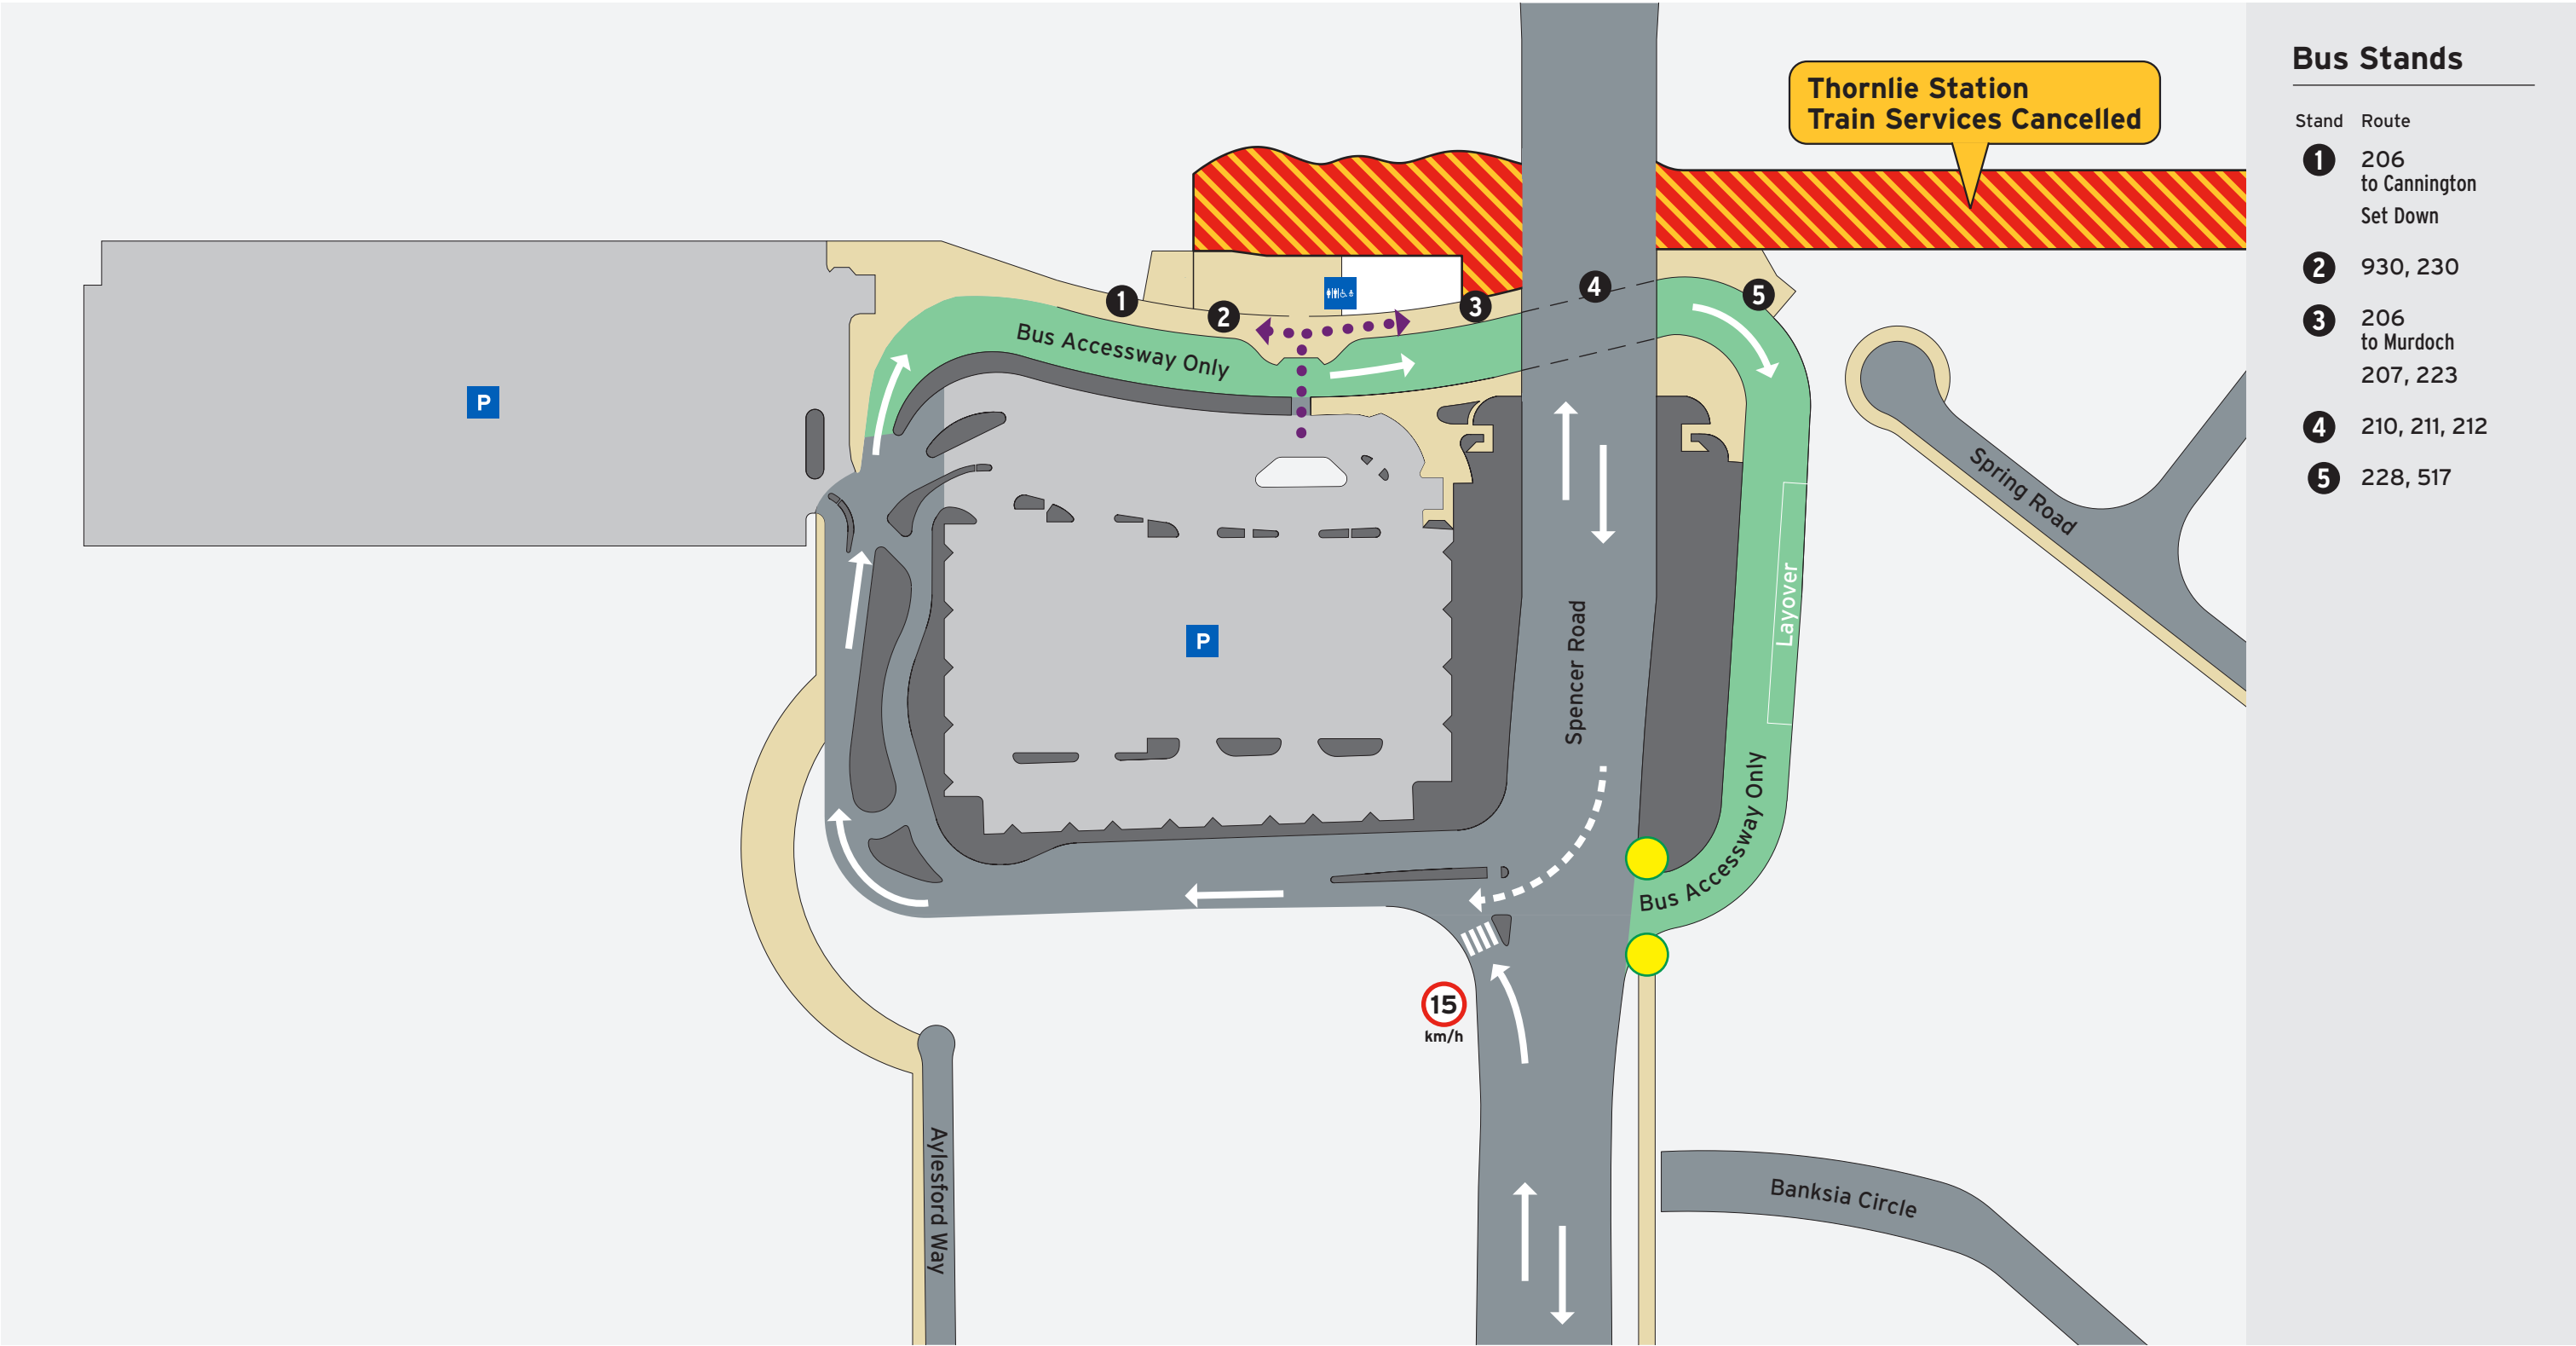 Thornlie Station
Train Services Cancelled
Bus Stands
Stand Route
1 206
to Cannington
Set Down
2 930, 230
3 206
to Murdoch
207, 223
4 210, 211, 212
5 228, 517
1
2
3
4
5
Bus Accessway Only
P
P
Spring Road
Layover
Spencer Road
Bus Accessway Only
15
km/h
Aylesford Way
Banksia Circle